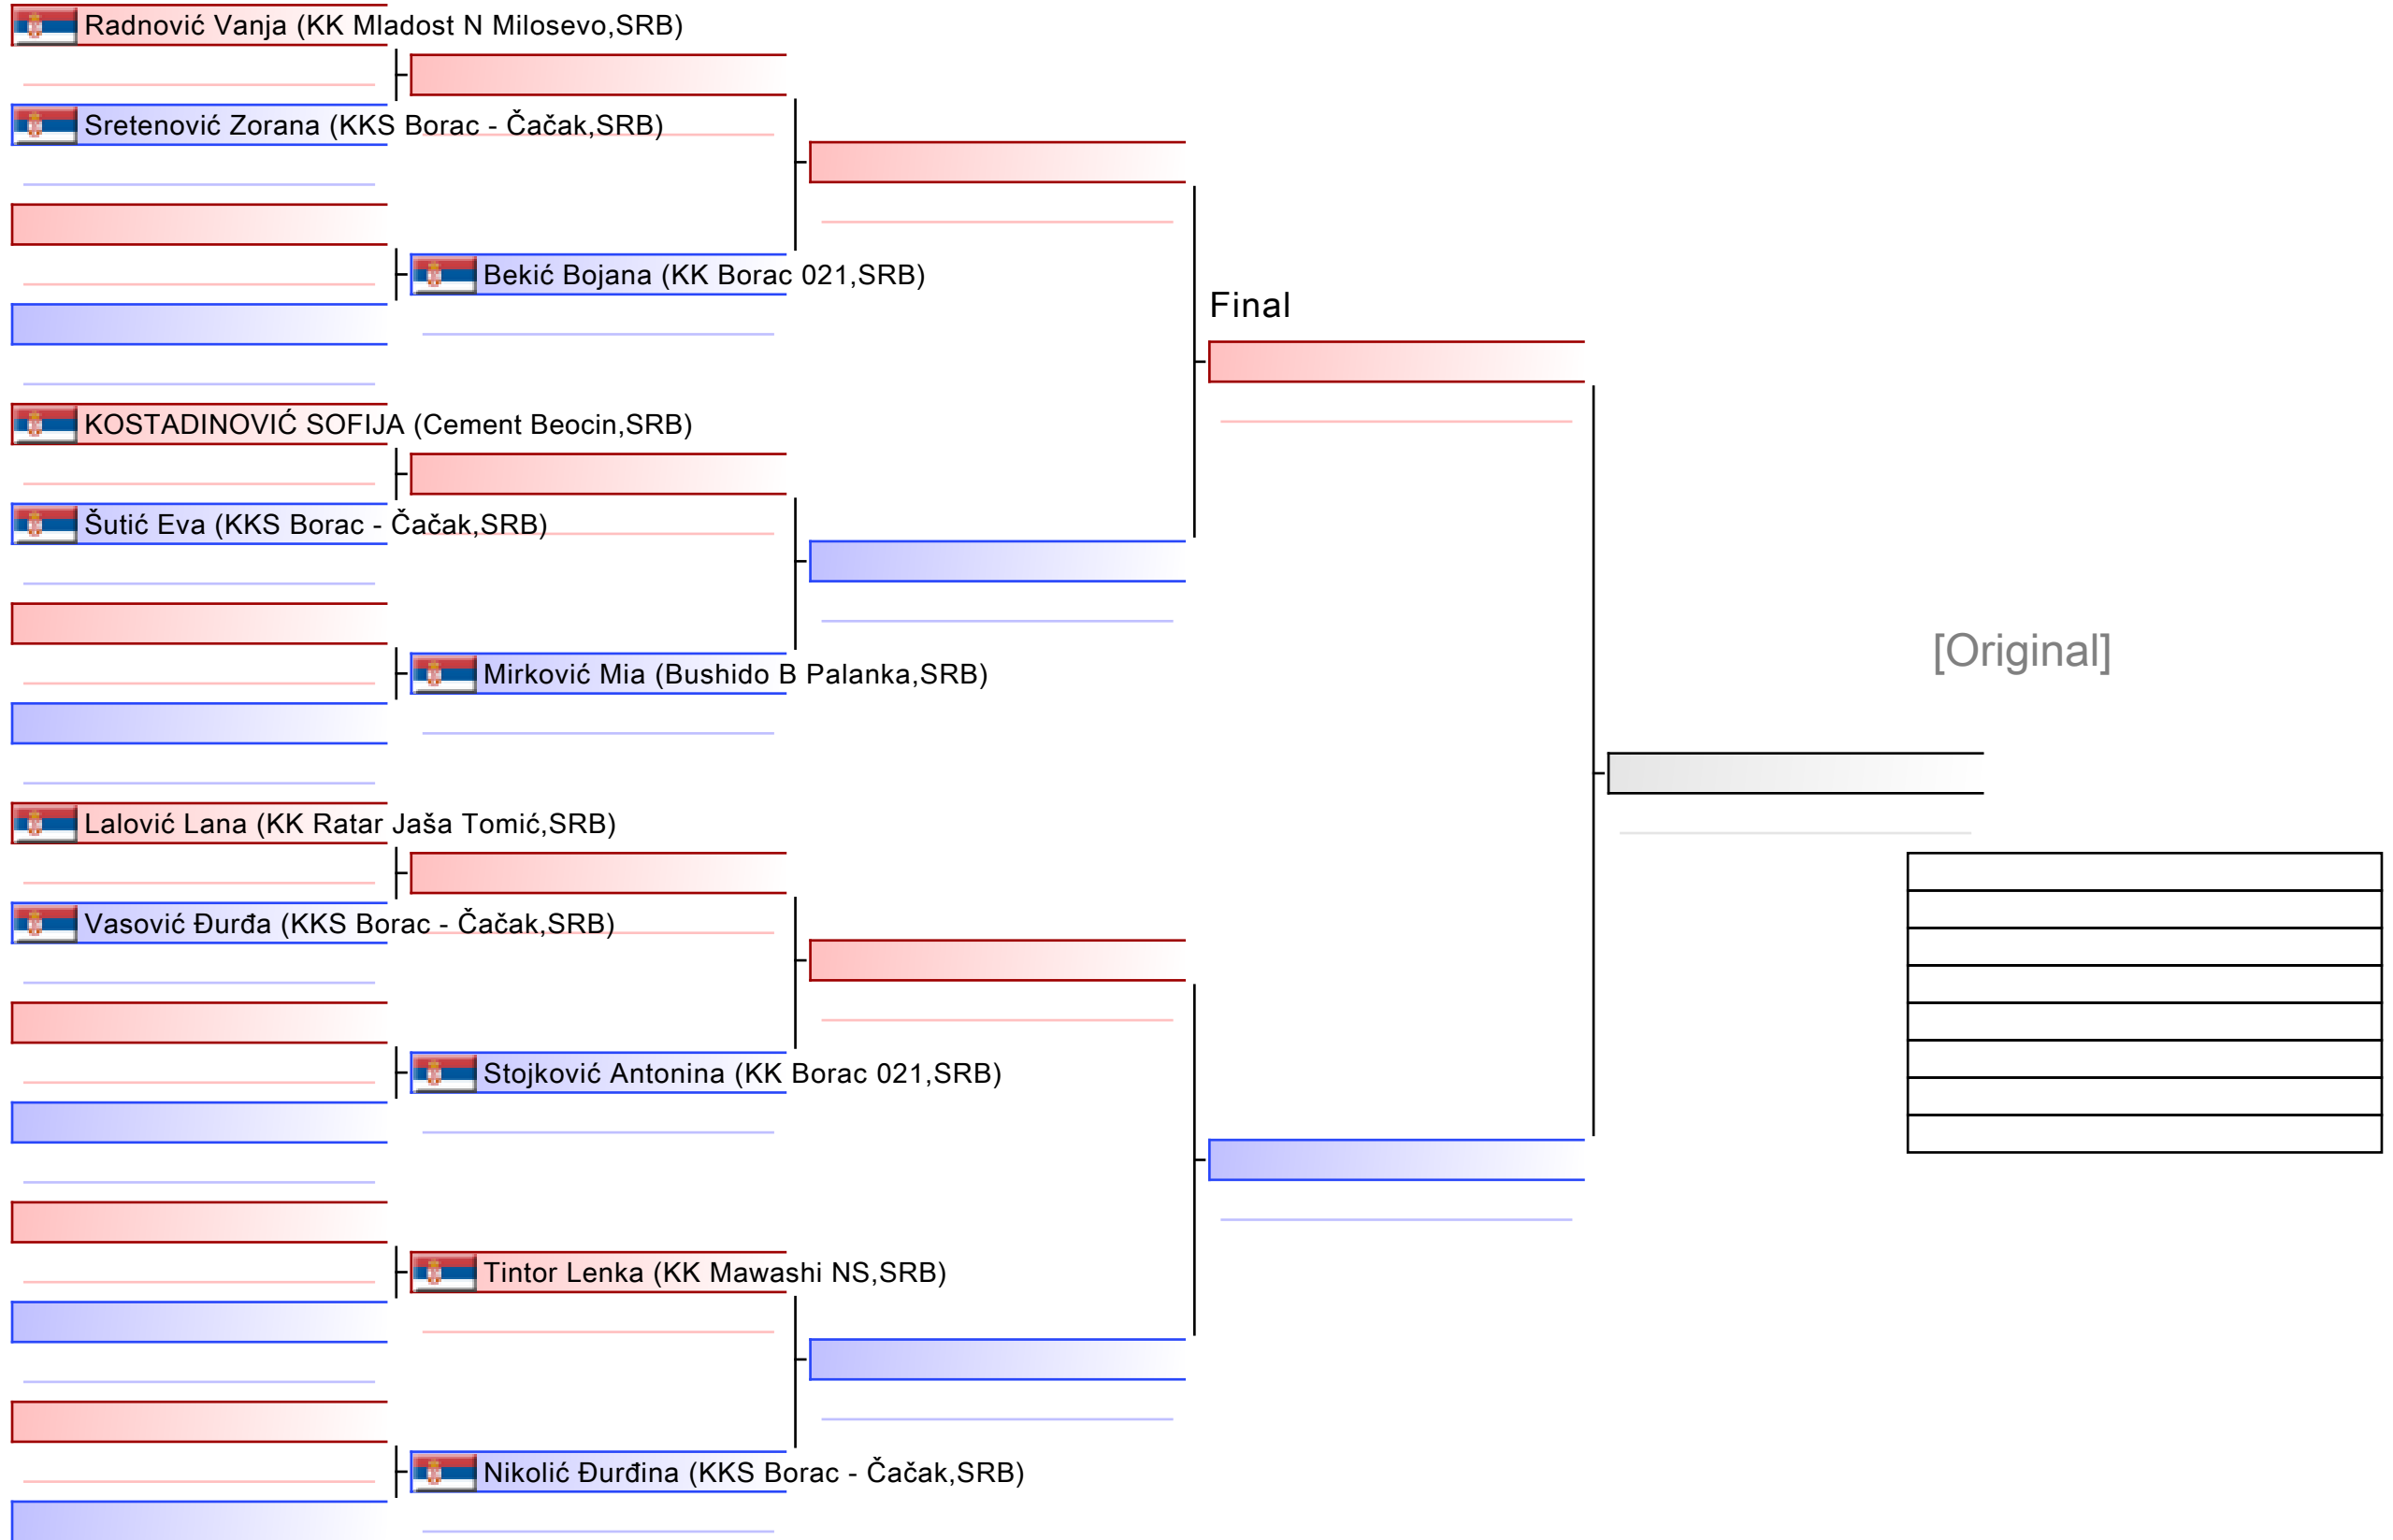 Radnović Vanja (KK Mladost N Milosevo,SRB)
Sretenović Zorana (KKS Borac - Čačak,SRB)
Bekić Bojana (KK Borac 021,SRB)
Final
KOSTADINOVIĆ SOFIJA (Cement Beocin,SRB)
Šutić Eva (KKS Borac - Čačak,SRB)
[Original]
Mirković Mia (Bushido B Palanka,SRB)
Lalović Lana (KK Ratar Jaša Tomić,SRB)
Vasović Đurđa (KKS Borac - Čačak,SRB)
Stojković Antonina (KK Borac 021,SRB)
Tintor Lenka (KK Mawashi NS,SRB)
Nikolić Đurđina (KKS Borac - Čačak,SRB)